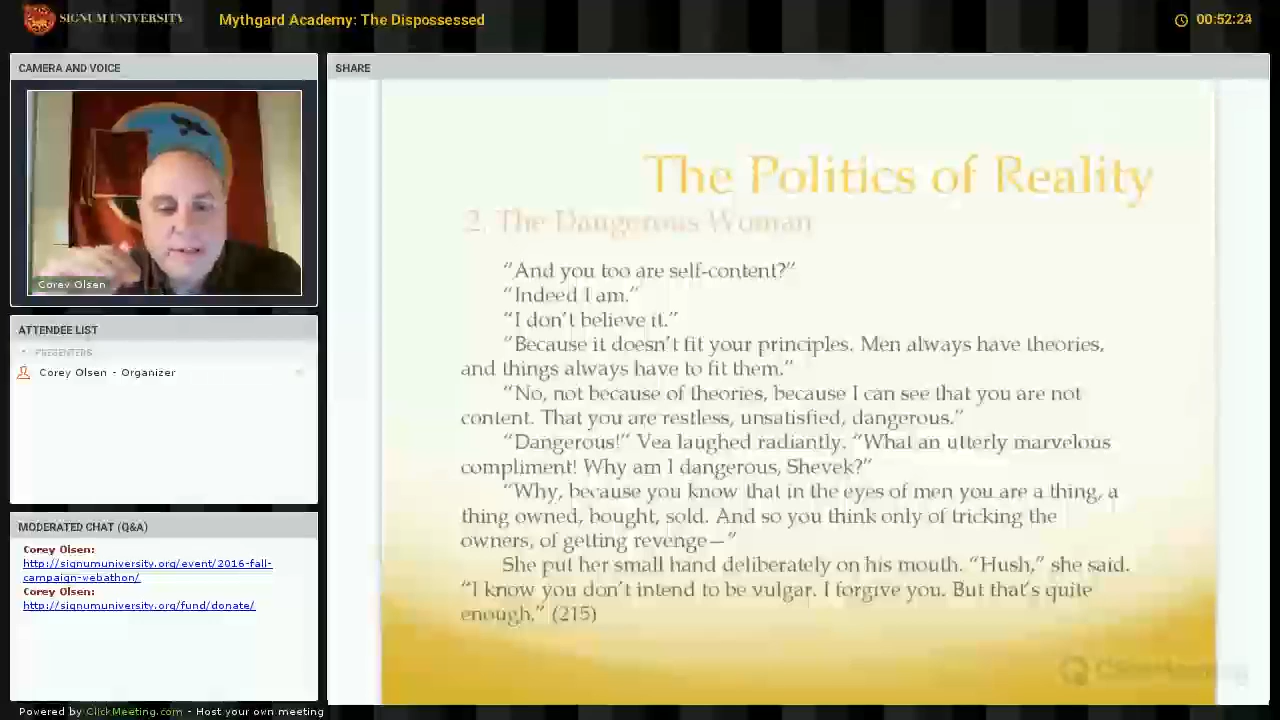 SIGNUM UNIVERSITY
Mythgard Academy: The Dispossessed
00:52:24
CAMERA AND VOICE
Corey Olsen
ATTENDEE LIST
PRESENTERS
Corey Olsen - Organizer
MODERATED CHAT (Q&A)
Corey Olsen:
http://signumuniversity.org/event/2016-fall-
campaign-webathon/
Corey Olsen:
http://signumuniversity.org/fund/donate/
Powered by ClickMeeting.com - Host your own meeting
SHARE
The Politics of Reality
2. The Dangerous Woman
“And you too are self-content?”
“Indeed I am.”
“I don’t believe it.”
“Because it doesn’t fit your principles. Men always have theories,
and things always have to fit them.”
“No, not because of theories, because I can see that you are not
content. That you are restless, unsatisfied, dangerous.”
“Dangerous!” Vea laughed radiantly. “What an utterly marvelous
compliment! Why am I dangerous, Shevek?”
“Why, because you know that in the eyes of men you are a thing, a
thing owned, bought, sold. And so you think only of tricking the
owners, of getting revenge—”
She put her small hand deliberately on his mouth. “Hush,” she said.
“I know you don’t intend to be vulgar. I forgive you. But that’s quite
enough.” (215)
ClickMeeting